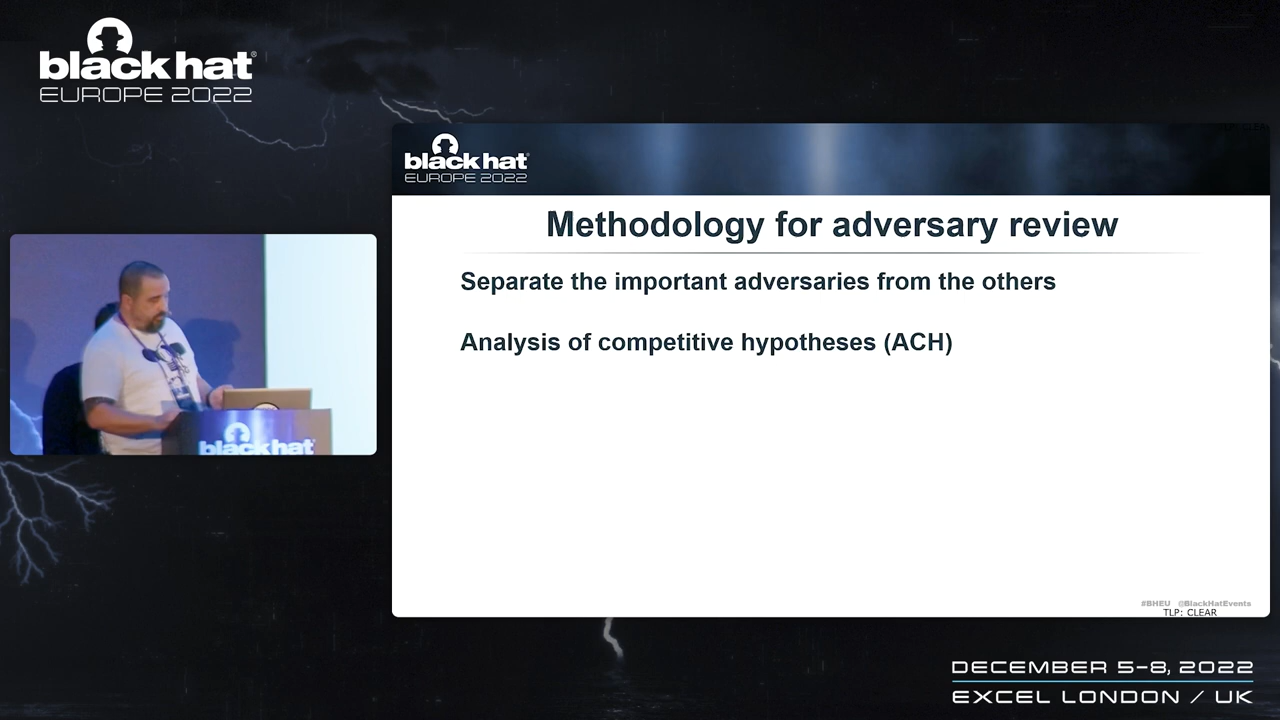 black hat®
EUROPE 2022
black hat®
EUROPE 2022
Methodology for adversary review
Separate the important adversaries from the others
Analysis of competitive hypotheses (ACH)
black hat®
#BHEU @BlackHatEvents
TLP: CLEAR
DECEMBER 5-8, 2022
EXCEL LONDON / UK